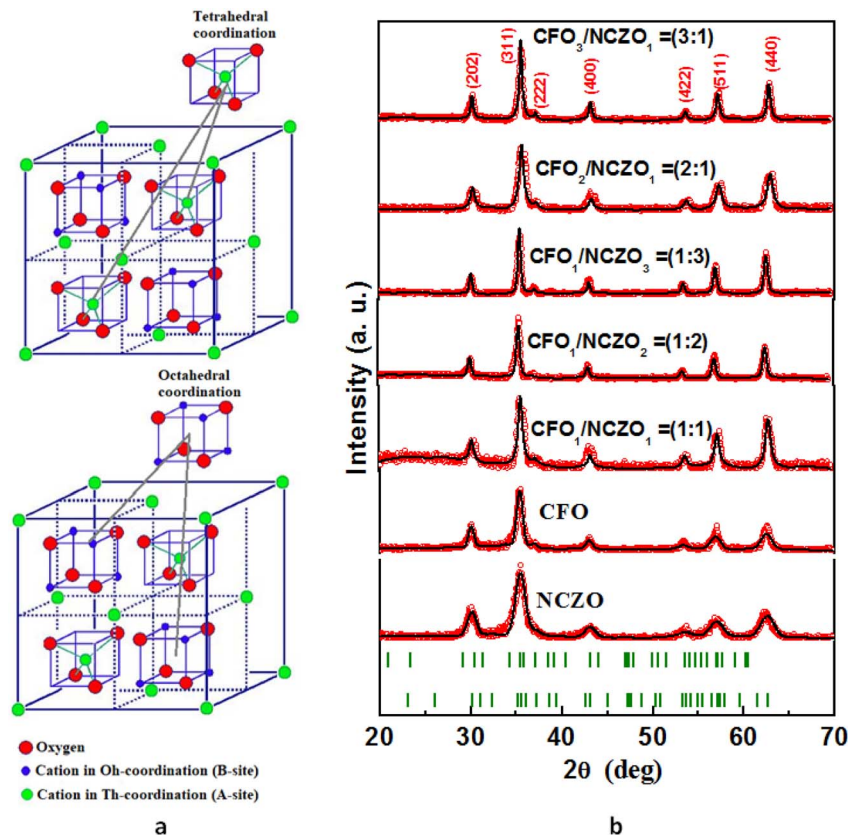 Tetrahedral
coordination
Octahedral
coordination
Oxygen
Cation in Oh-coordination (B-site)
Cation in Th-coordination (A-site)
a
CFO₃/NCZO₁ =(3:1)
(202)
(311)
(222)
(400)
(422)
(511)
(440)
CFO₂/NCZO₁ =(2:1)
CFO₁/NCZO₃ =(1:3)
CFO₁/NCZO₂ =(1:2)
CFO₁/NCZO₁ =(1:1)
CFO
NCZO
Intensity (a. u.)
20 30 40 50 60 70
2θ (deg)
b